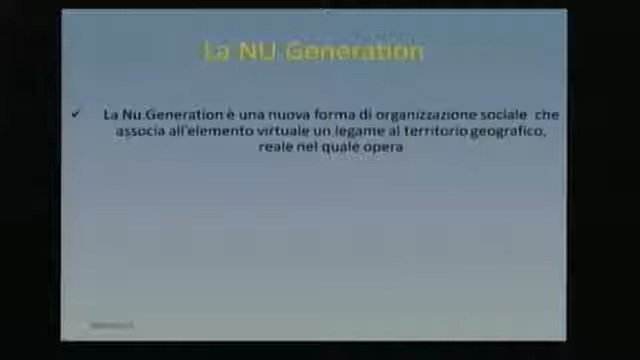 La NU Generation
✓ La Nu Generation è una nuova forma di organizzazione sociale che
associa all'elemento virtuale un legame al territorio geografico,
reale nel quale opera